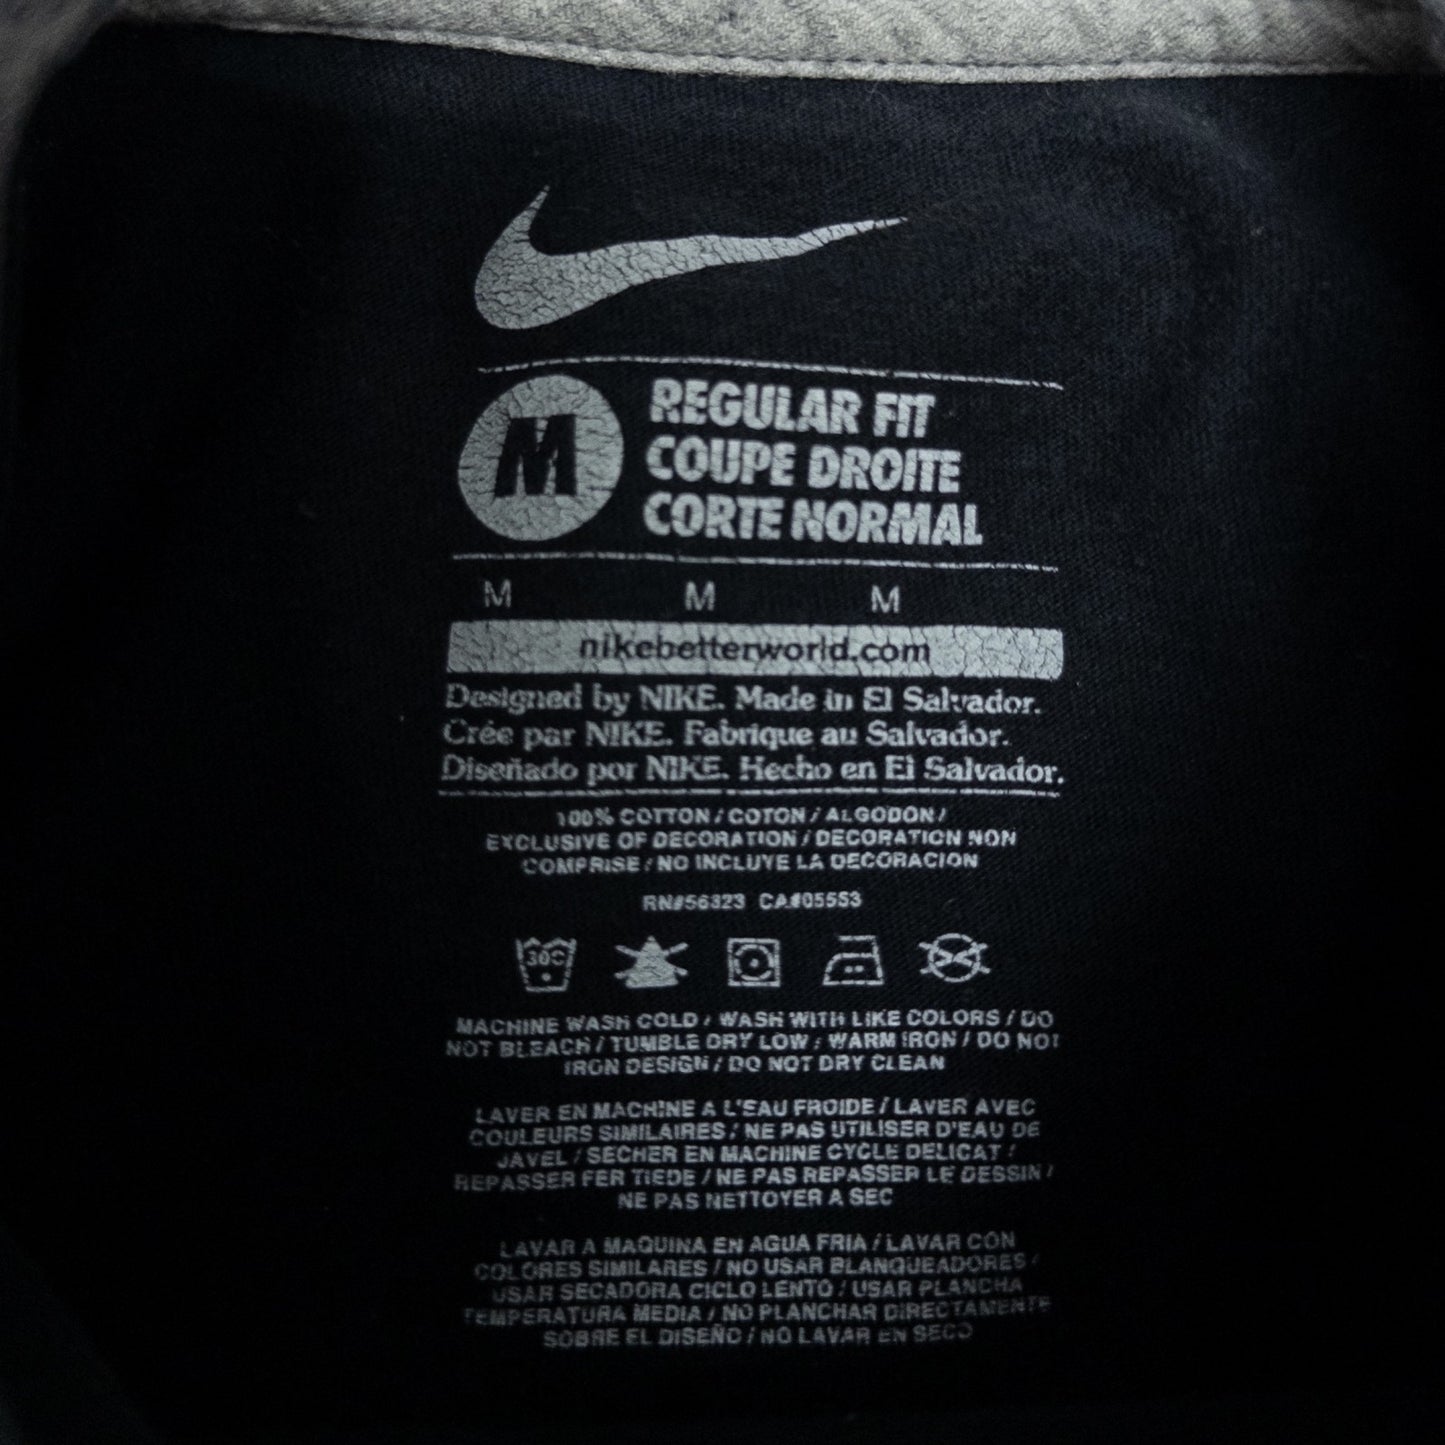 M
REGULAR FIT
COUPE DROITE
CORTE NORMAL
M M M
nikebetterworld.com
Designed by NIKE. Made in El Salvador.
Crée par NIKE. Fabrique au Salvador.
Diseñado por NIKE. Hecho en El Salvador.
100% COTTON / COTON / ALGODON /
EXCLUSIVE OF DECORATION / DECORATION NON
COMPRISE / NO INCLUYE LA DECORACION
RN#56323 CA#05553
30C
MACHINE WASH COLD / WASH WITH LIKE COLORS / DO
NOT BLEACH / TUMBLE DRY LOW / WARM IRON / DO NOT
IRON DESIGN / DO NOT DRY CLEAN
LAVER EN MACHINE A L'EAU FROIDE / LAVER AVEC
COULEURS SIMILAIRES / NE PAS UTILISER D'EAU DE
JAVEL / SECHER EN MACHINE CYCLE DELICAT /
REPASSER FER TIEDE / NE PAS REPASSER LE DESSIN /
NE PAS NETTOYER A SEC
LAVAR A MAQUINA EN AGUA FRIA / LAVAR CON
COLORES SIMILARES / NO USAR BLANQUEADORES /
USAR SECADORA CICLO LENTO / USAR PLANCHA
TEMPERATURA MEDIA / NO PLANCHAR DIRECTAMENTE
SOBRE EL DISEÑO / NO LAVAR EN SECO